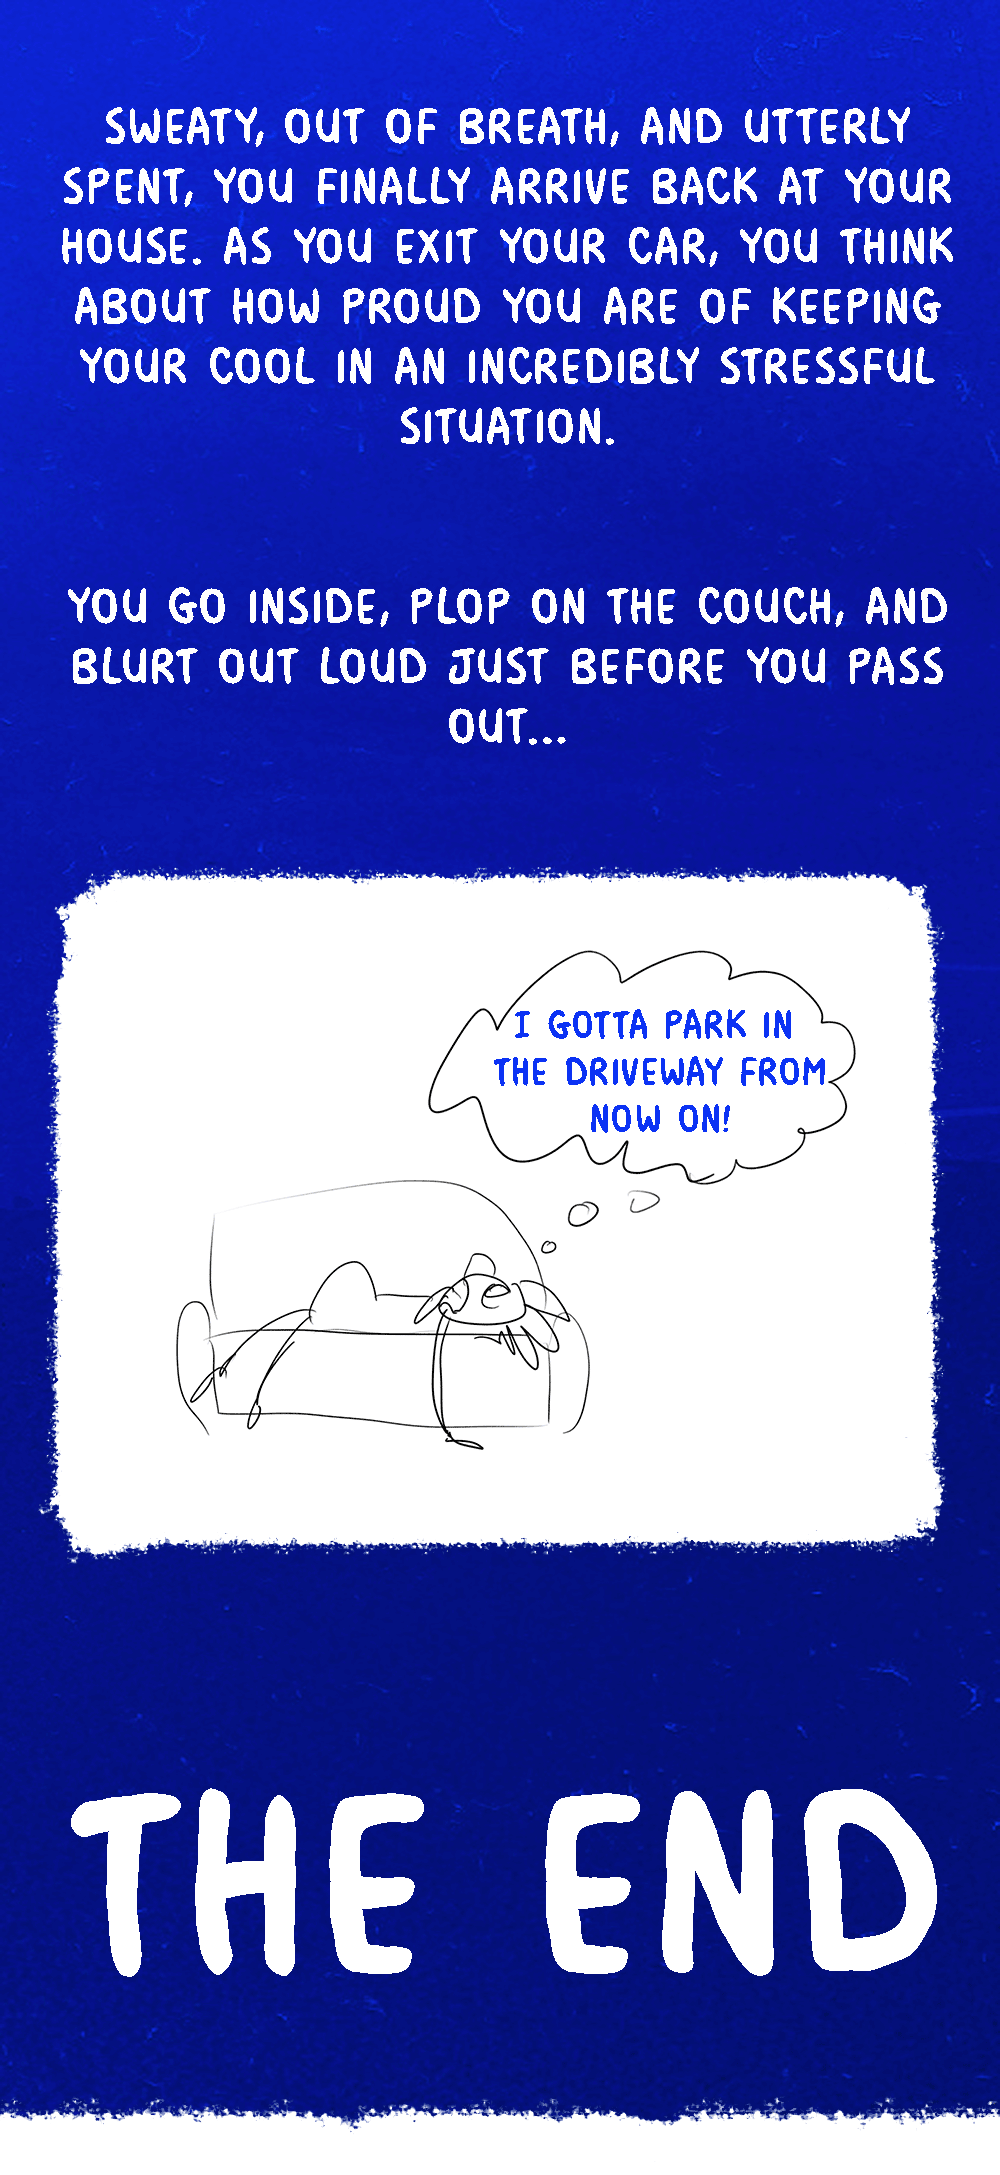 SWEATY, OUT OF BREATH, AND UTTERLY
SPENT, YOU FINALLY ARRIVE BACK AT YOUR
HOUSE. AS YOU EXIT YOUR CAR, YOU THINK
ABOUT HOW PROUD YOU ARE OF KEEPING
YOUR COOL IN AN INCREDIBLY STRESSFUL
SITUATION.
YOU GO INSIDE, PLOP ON THE COUCH, AND
BLURT OUT LOUD JUST BEFORE YOU PASS
OUT...
I GOTTA PARK IN
THE DRIVEWAY FROM
NOW ON!
THE END